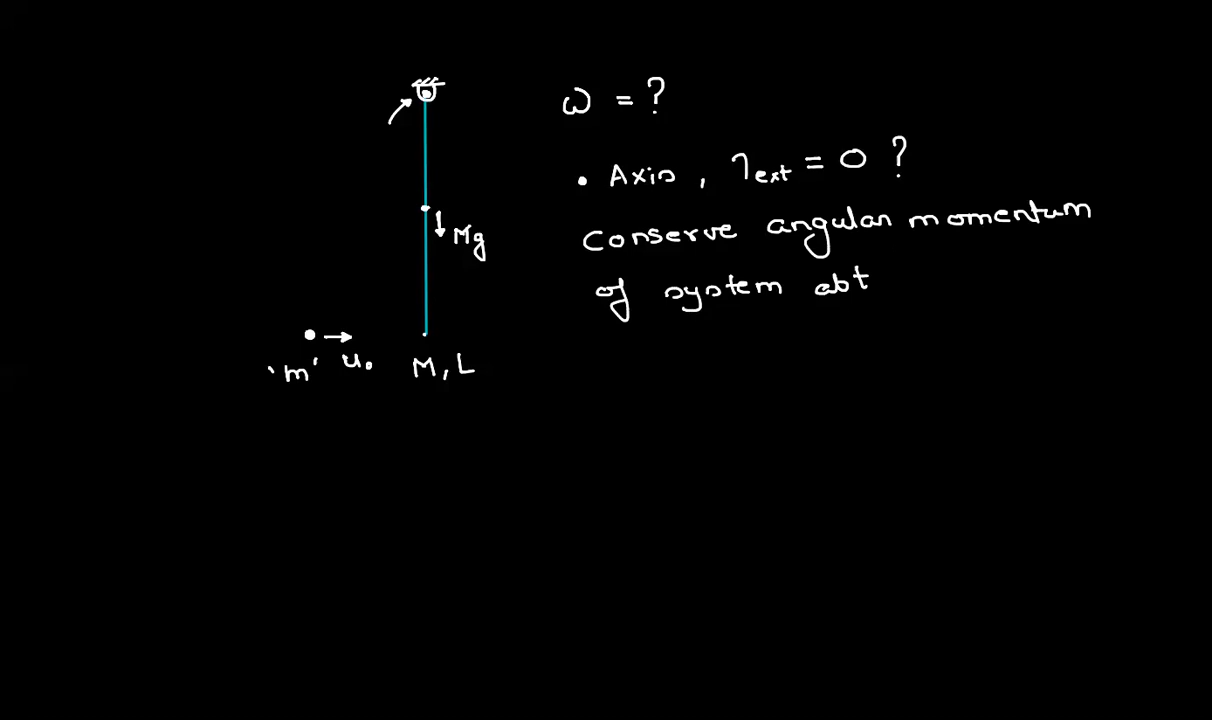 ω = ?
• Axis, τext = 0 ?
Conserve angular momentum
of system abt
Mg
'm' u₀ M, L